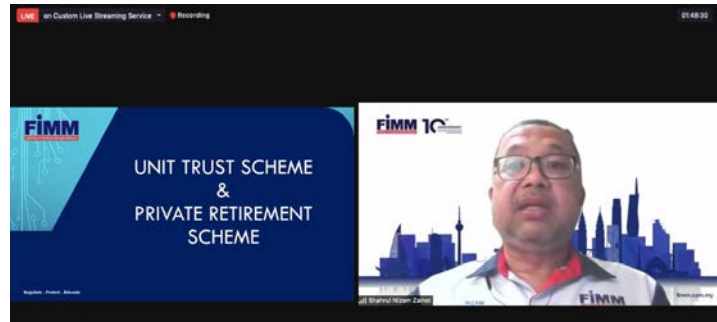 LIVE on Custom Live Streaming Service Recording 01:48:30
FiMM
UNIT TRUST SCHEME
&
PRIVATE RETIREMENT
SCHEME
Regulate . Protect . Educate
FiMM 10TH
FiMM
fimm.com.my
Shahrul Nizam Zainol